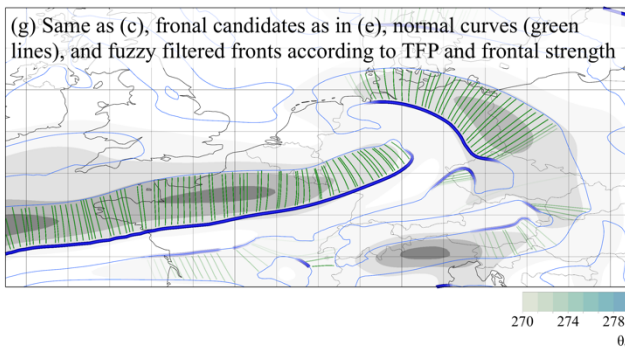 (g) Same as (c), fronal candidates as in (e), normal curves (green
lines), and fuzzy filtered fronts according to TFP and frontal strength
270 274 278
θ